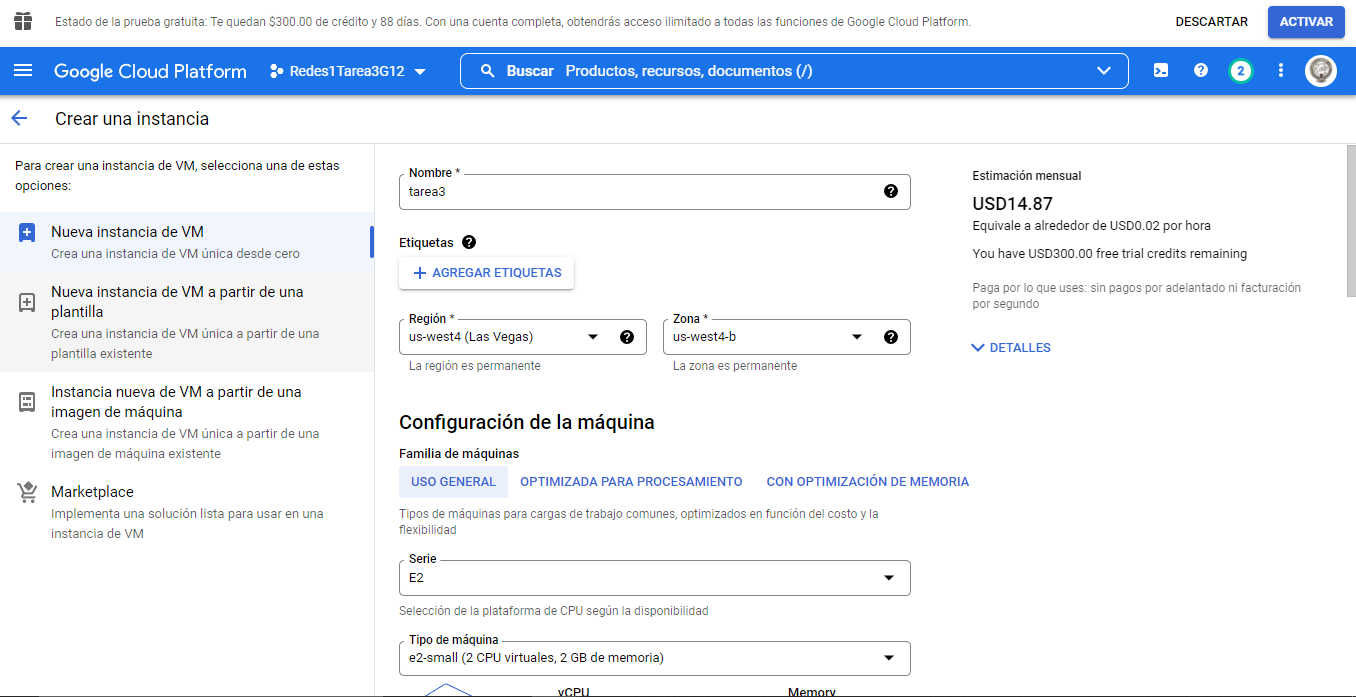 Estado de la prueba gratuita: Te quedan $300.00 de crédito y 88 días. Con una cuenta completa, obtendrás acceso ilimitado a todas las funciones de Google Cloud Platform.
DESCARTAR
ACTIVAR
Google Cloud Platform
Redes1Tarea3G12
Buscar Productos, recursos, documentos (/)
2
Crear una instancia
Para crear una instancia de VM, selecciona una de estas
opciones:
Nueva instancia de VM
Crea una instancia de VM única desde cero
Nueva instancia de VM a partir de una
plantilla
Crea una instancia de VM única a partir de una
plantilla existente
Instancia nueva de VM a partir de una
imagen de máquina
Crea una instancia de VM única a partir de una
imagen de máquina existente
Marketplace
Implementa una solución lista para usar en una
instancia de VM
Nombre *
tarea3
Etiquetas
AGREGAR ETIQUETAS
Región *
us-west4 (Las Vegas)
La región es permanente
Zona *
us-west4-b
La zona es permanente
Configuración de la máquina
Familia de máquinas
USO GENERAL
OPTIMIZADA PARA PROCESAMIENTO
CON OPTIMIZACIÓN DE MEMORIA
Tipos de máquinas para cargas de trabajo comunes, optimizados en función del costo y la
flexibilidad
Serie
E2
Selección de la plataforma de CPU según la disponibilidad
Tipo de máquina
e2-small (2 CPU virtuales, 2 GB de memoria)
vCPU
Memory
Estimación mensual
USD14.87
Equivale a alrededor de USD0.02 por hora
You have USD300.00 free trial credits remaining
Paga por lo que uses: sin pagos por adelantado ni facturación
por segundo
DETALLES